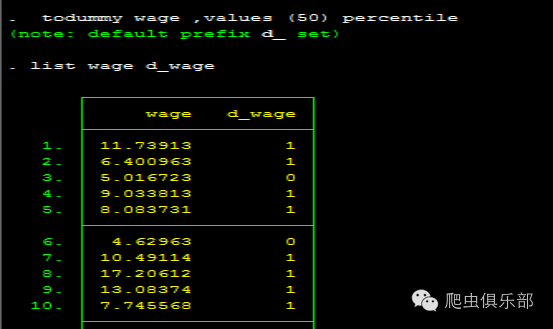 . todummy wage ,values (50) percentile
(note: default prefix d_ set)
. list wage d_wage
wage d_wage
1. 11.73913 1
2. 6.400963 1
3. 5.016723 0
4. 9.033813 1
5. 8.083731 1
6. 4.62963 0
7. 10.49114 1
8. 17.20612 1
9. 13.08374 1
10. 7.745568 1
爬虫俱乐部